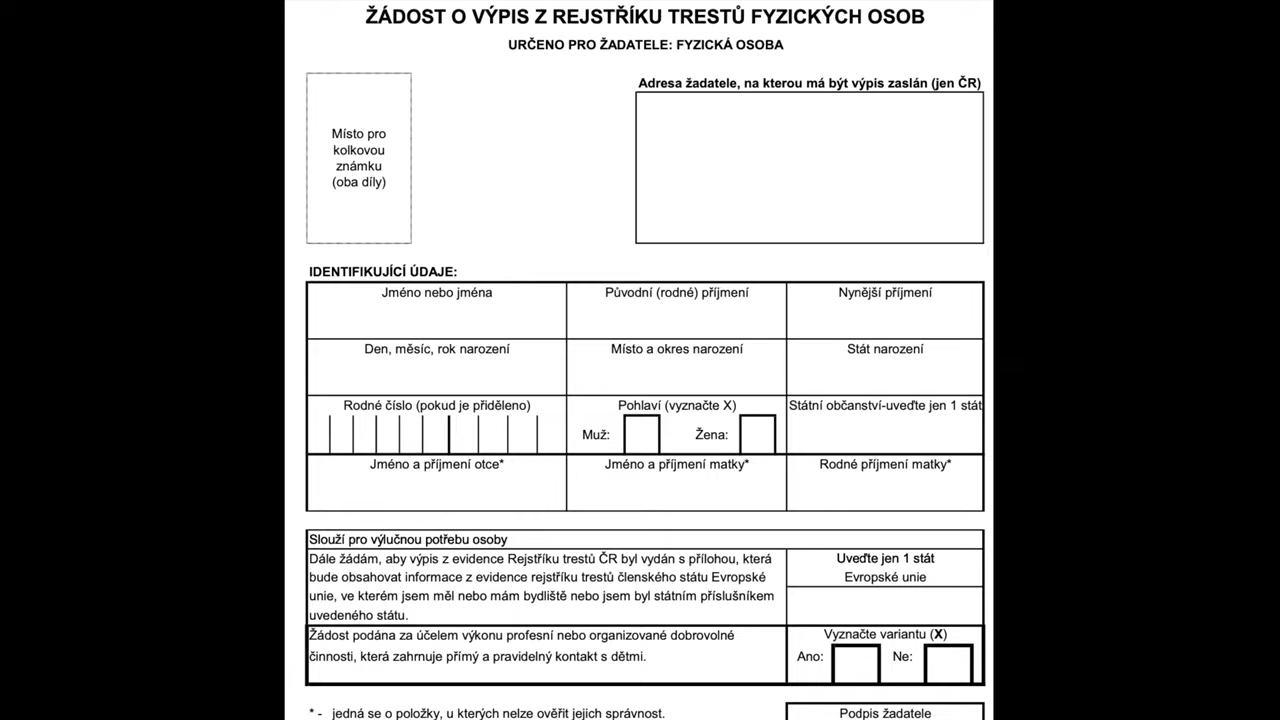 ŽÁDOST O VÝPIS Z REJSTŘÍKU TRESTŮ FYZICKÝCH OSOB
URČENO PRO ŽADATELE: FYZICKÁ OSOBA
Místo pro
kolkovou
známku
(oba díly)
Adresa žadatele, na kterou má být výpis zaslán (jen ČR)
IDENTIFIKUJÍCÍ ÚDAJE:
Jméno nebo jména
Původní (rodné) příjmení
Nynější příjmení
Den, měsíc, rok narození
Místo a okres narození
Stát narození
Rodné číslo (pokud je přiděleno)
Pohlaví (vyznačte X)
Státní občanství-uveďte jen 1 stát
Muž: Žena:
Jméno a příjmení otce*
Jméno a příjmení matky*
Rodné příjmení matky*
Slouží pro výlučnou potřebu osoby
Dále žádám, aby výpis z evidence Rejstříku trestů ČR byl vydán s přílohou, která
bude obsahovat informace z evidence rejstříku trestů členského státu Evropské
unie, ve kterém jsem měl nebo mám bydliště nebo jsem byl státním příslušníkem
uvedeného státu.
Uveďte jen 1 stát
Evropské unie
Žádost podána za účelem výkonu profesní nebo organizované dobrovolné
činnosti, která zahrnuje přímý a pravidelný kontakt s dětmi.
Vyznačte variantu (X)
Ano: Ne:
* - jedná se o položky, u kterých nelze ověřit jejich správnost.
Podpis žadatele